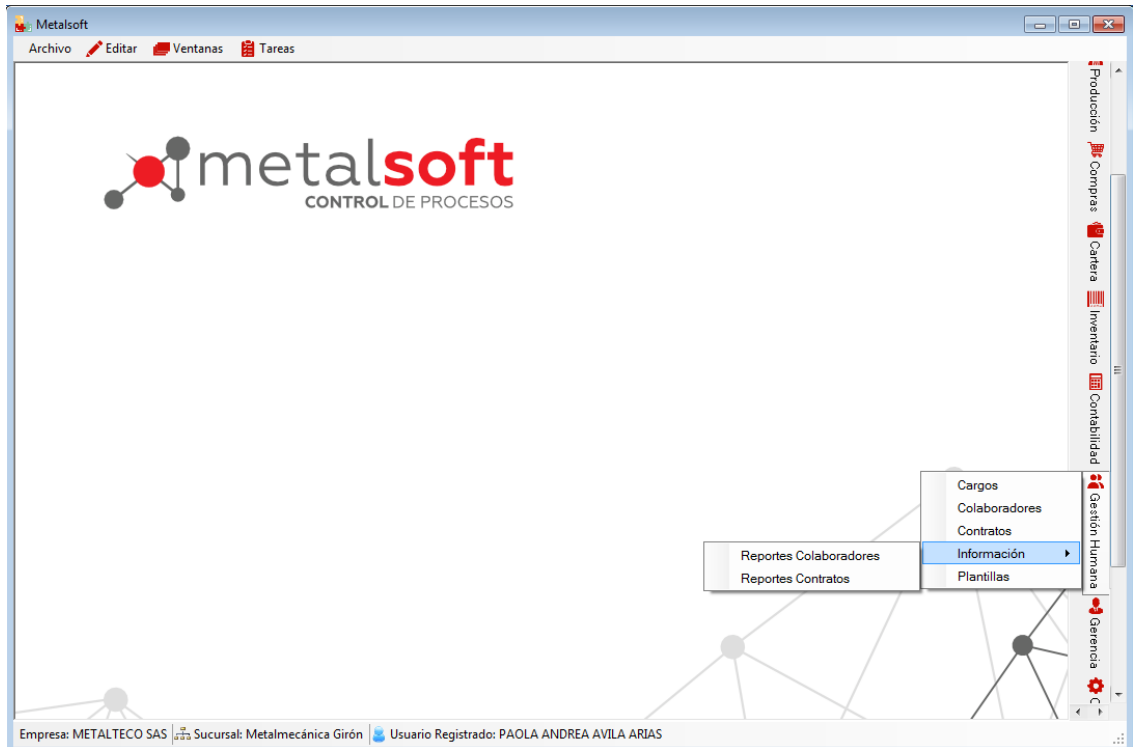 Metalsoft
Archivo Editar Ventanas Tareas
metalsoft
CONTROL DE PROCESOS
Producción
Compras
Cartera
Inventario
Contabilidad
Gestión Humana
Gerencia
Cargos
Colaboradores
Contratos
Información
Plantillas
Reportes Colaboradores
Reportes Contratos
Empresa: METALTECO SAS Sucursal: Metalmecánica Girón Usuario Registrado: PAOLA ANDREA AVILA ARIAS